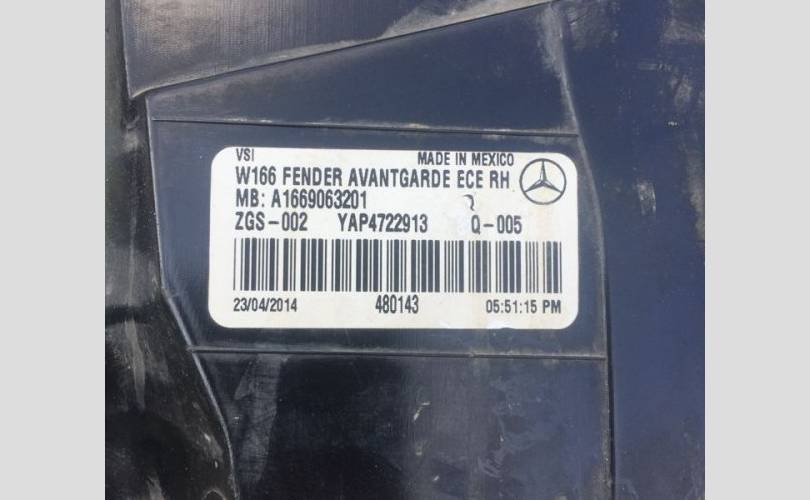 VSI MADE IN MEXICO
W166 FENDER AVANTGARDE ECE RH
MB: A1669063201
ZGS-002 YAP4722913 Q-005
480143
23/04/2014 05:51:15 PM